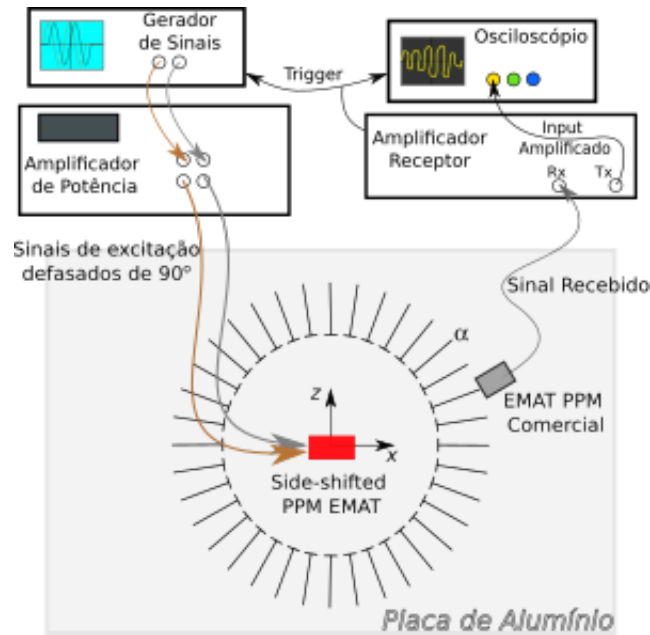 Gerador
de Sinais
Osciloscópio
Trigger
Input
Amplificado
Amplificador
Receptor
Rx
Tx
Amplificador
de Potência
Sinais de excitação
defasados de 90º
Sinal Recebido
α
EMAT PPM
Comercial
z
x
Side-shifted
PPM EMAT
Placa de Alumínio